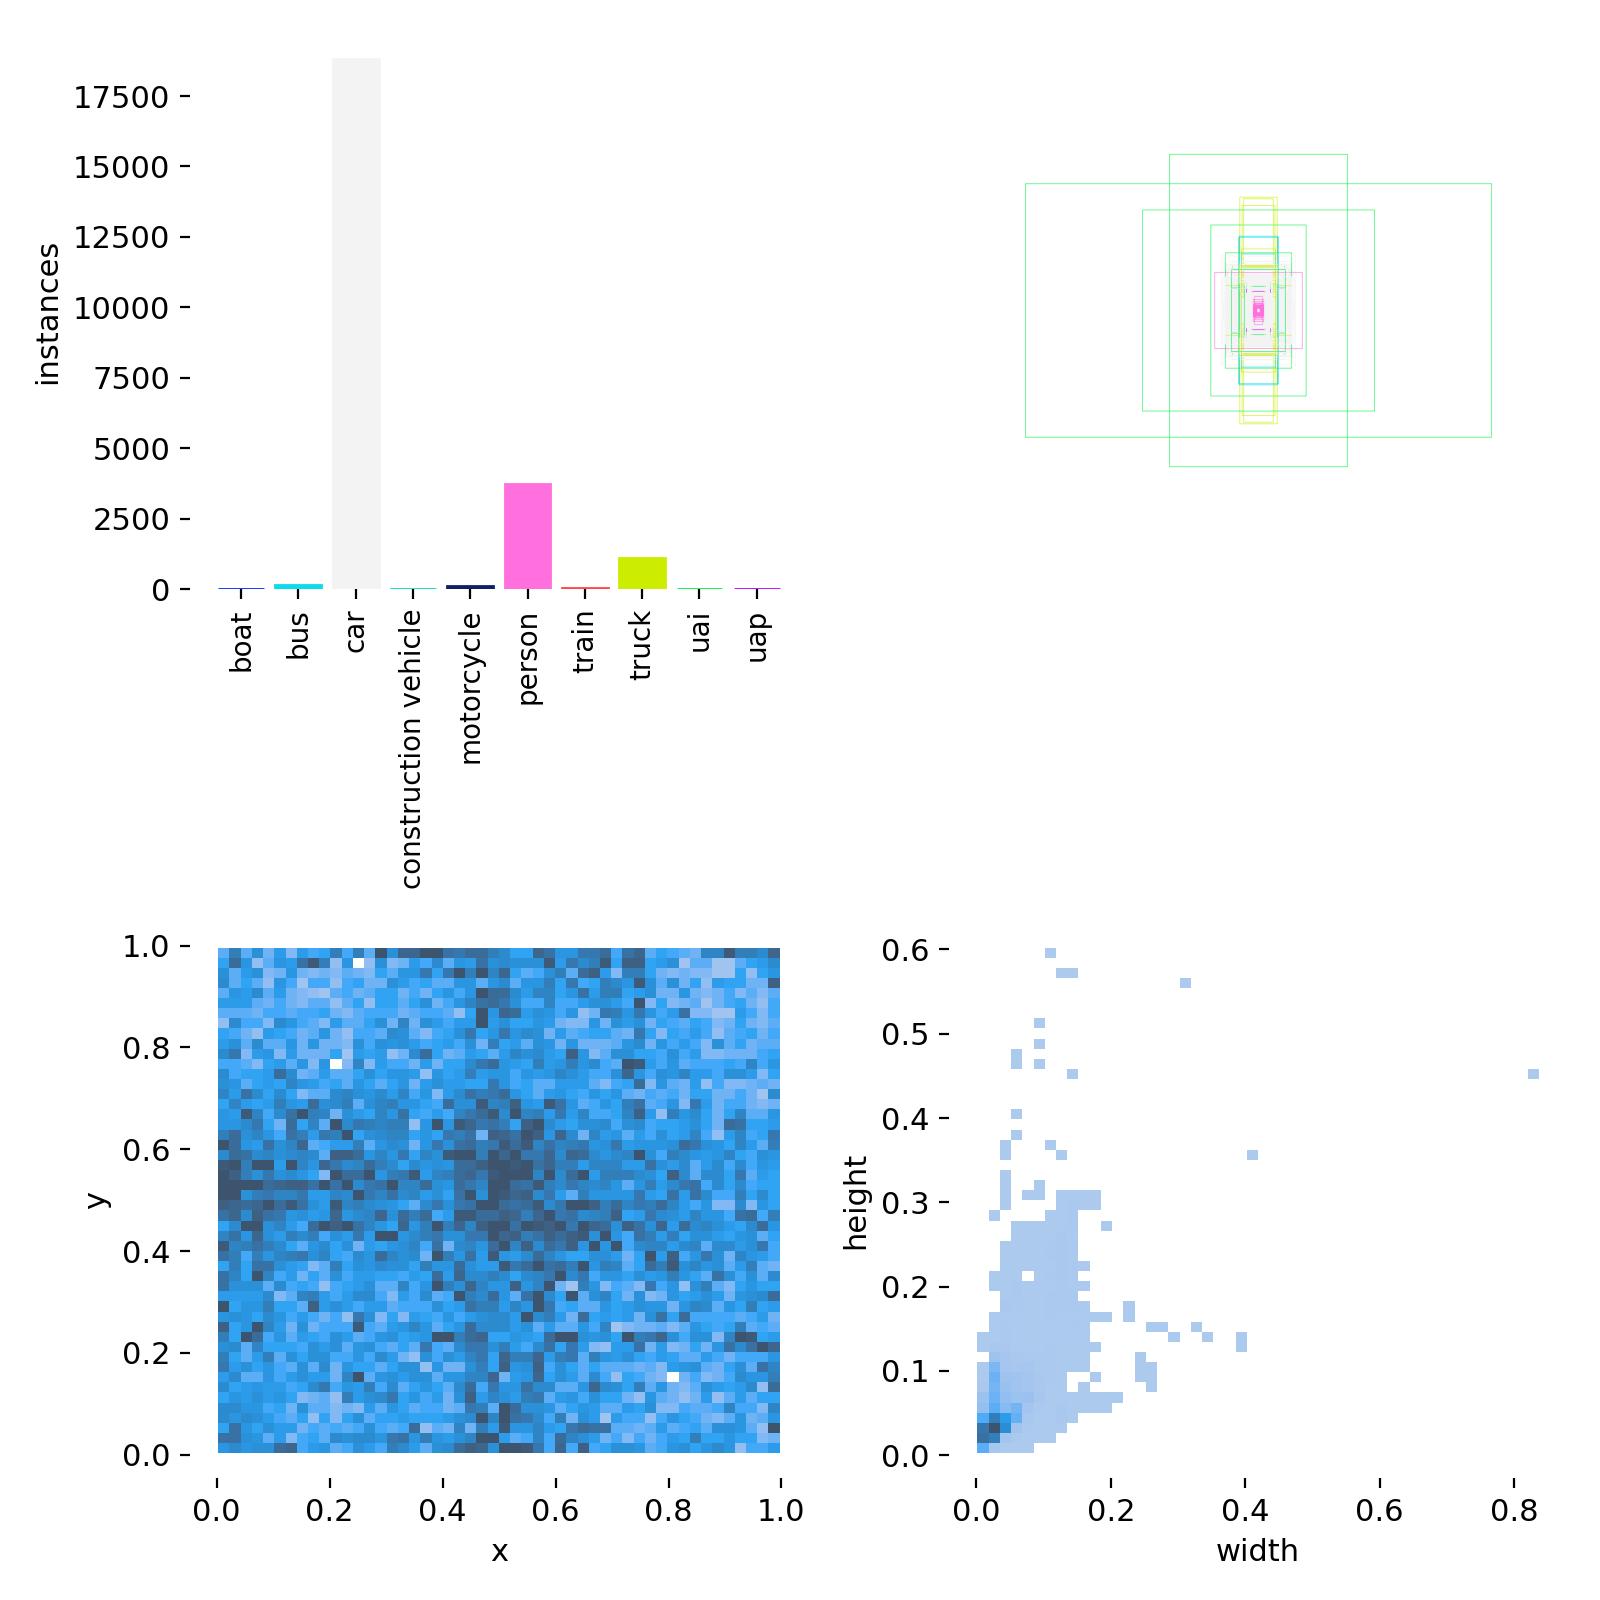 17500
15000
12500
10000
7500
5000
2500
0
instances
boat
bus
car
construction vehicle
motorcycle
person
train
truck
uai
uap
1.0
0.8
0.6
0.4
0.2
0.0
y
0.0 0.2 0.4 0.6 0.8 1.0
x
0.6
0.5
0.4
0.3
0.2
0.1
0.0
height
0.0 0.2 0.4 0.6 0.8
width